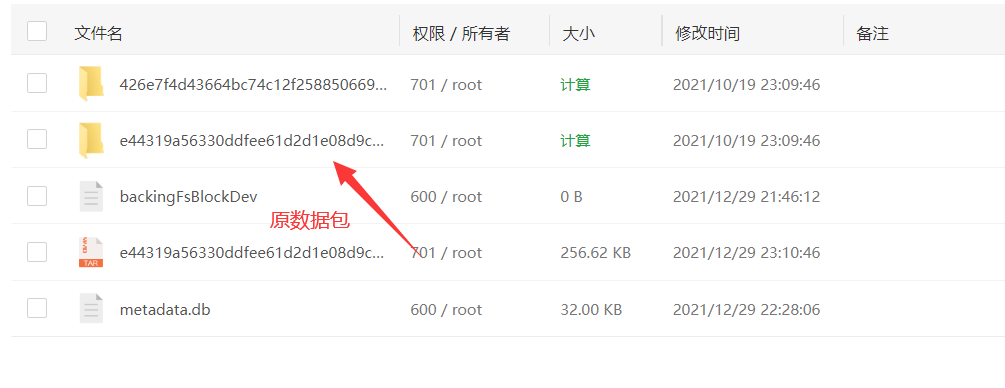 文件名 权限 / 所有者 大小 修改时间 备注
426e7f4d43664bc74c12f258850669... 701 / root 计算 2021/10/19 23:09:46
e44319a56330ddfee61d2d1e08d9c... 701 / root 计算 2021/10/19 23:09:46
backingFsBlockDev 600 / root 0 B 2021/12/29 21:46:12
原数据包
TAR e44319a56330ddfee61d2d1e08d9c... 701 / root 256.62 KB 2021/12/29 23:10:46
metadata.db 600 / root 32.00 KB 2021/12/29 22:28:06